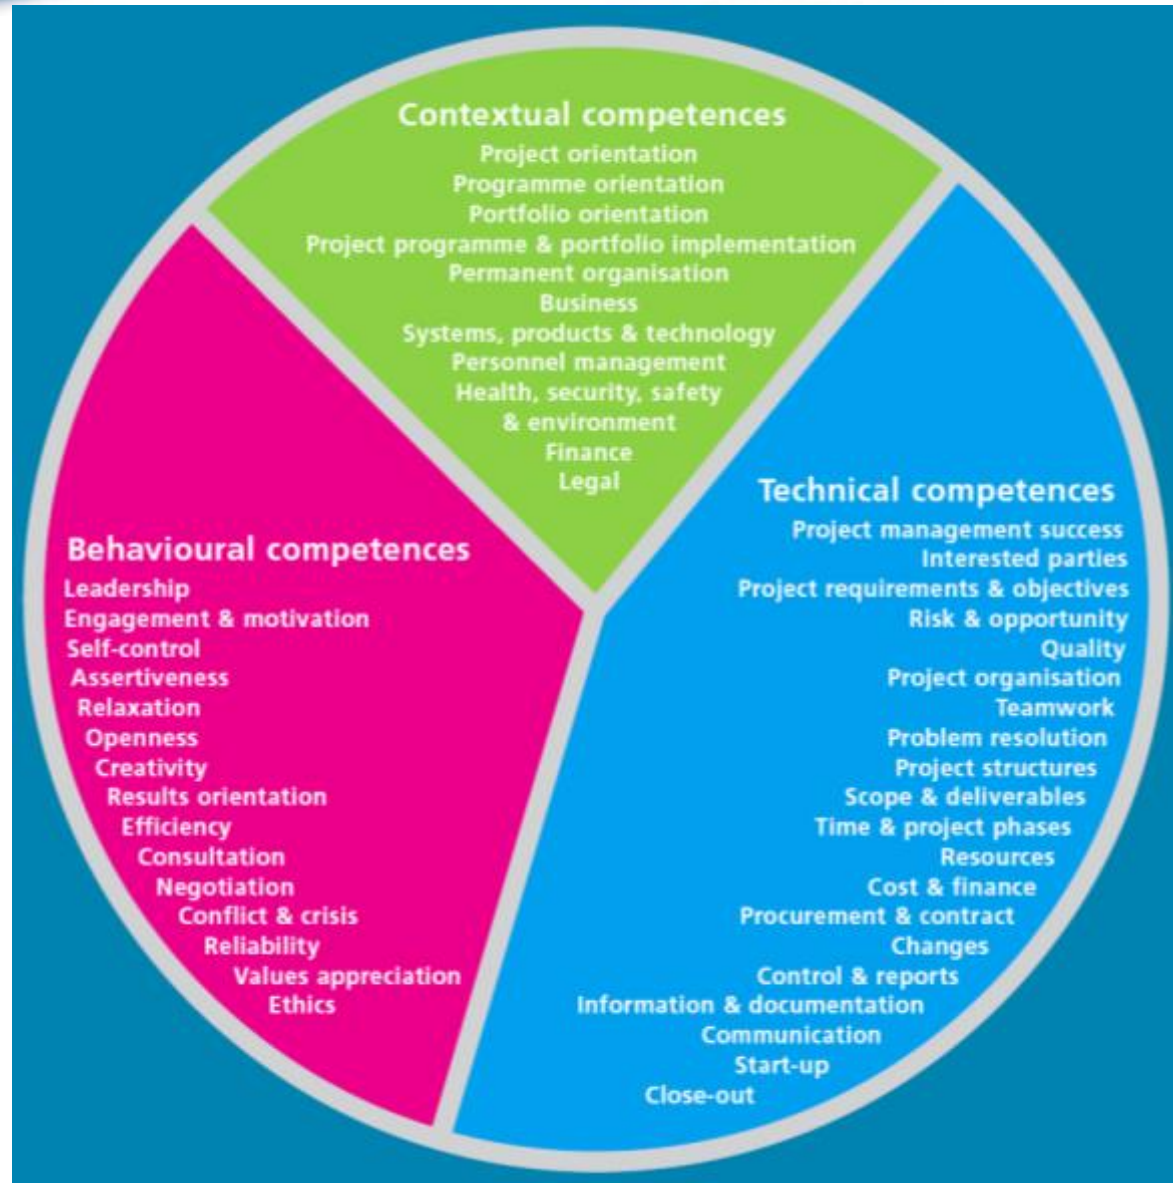 Contextual competences
Project orientation
Programme orientation
Portfolio orientation
Project programme & portfolio implementation
Permanent organisation
Business
Systems, products & technology
Personnel management
Health, security, safety
& environment
Finance
Legal
Behavioural competences
Leadership
Engagement & motivation
Self-control
Assertiveness
Relaxation
Openness
Creativity
Results orientation
Efficiency
Consultation
Negotiation
Conflict & crisis
Reliability
Values appreciation
Ethics
Technical competences
Project management success
Interested parties
Project requirements & objectives
Risk & opportunity
Quality
Project organisation
Teamwork
Problem resolution
Project structures
Scope & deliverables
Time & project phases
Resources
Cost & finance
Procurement & contract
Changes
Control & reports
Information & documentation
Communication
Start-up
Close-out